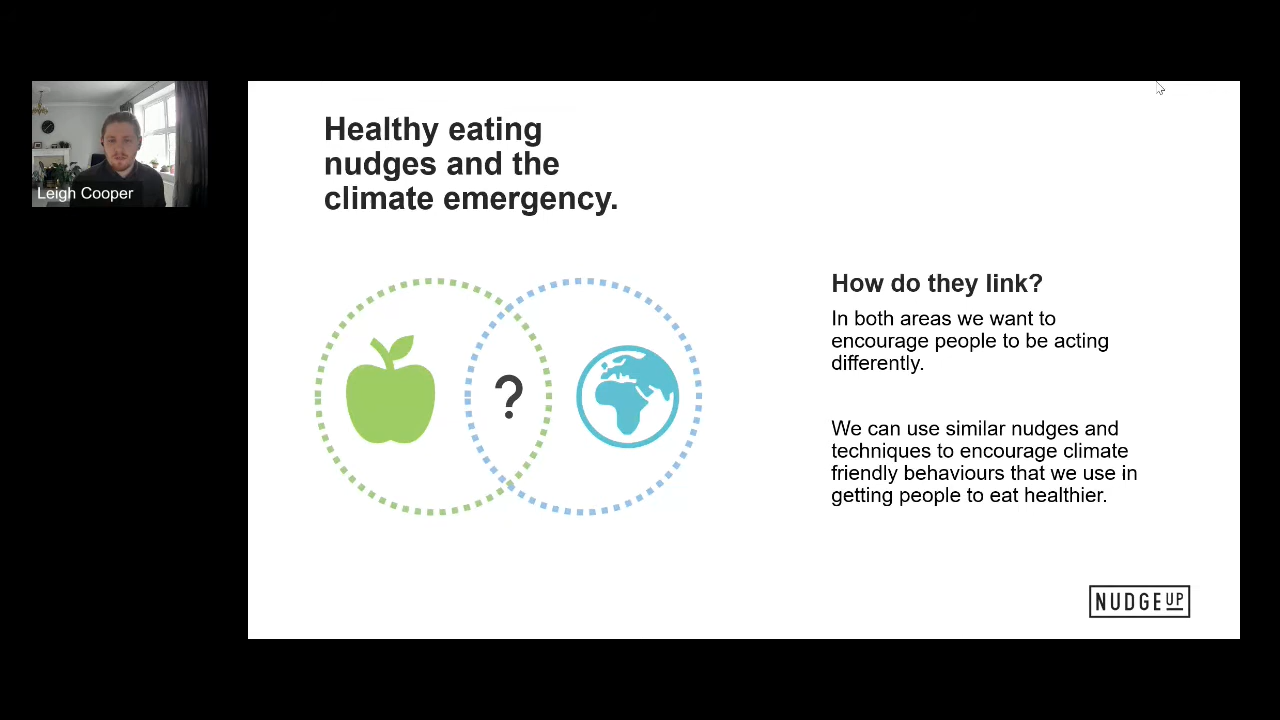 Leigh Cooper
Healthy eating
nudges and the
climate emergency.
?
How do they link?
In both areas we want to
encourage people to be acting
differently.
We can use similar nudges and
techniques to encourage climate
friendly behaviours that we use in
getting people to eat healthier.
NUDGE UP